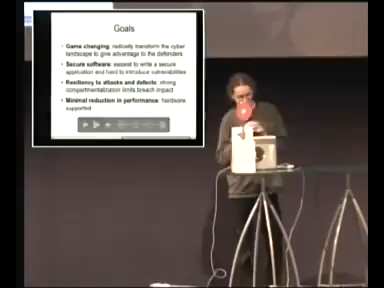 Goals
• Game changing: radically transform the cyber
landscape to give advantage to the defenders
• Secure software: easiest to write a secure
application and hard to introduce vulnerabilities
• Resiliency to attacks and defects: strong
compartmentalization limits breach impact
• Minimal reduction in performance: hardware
supported